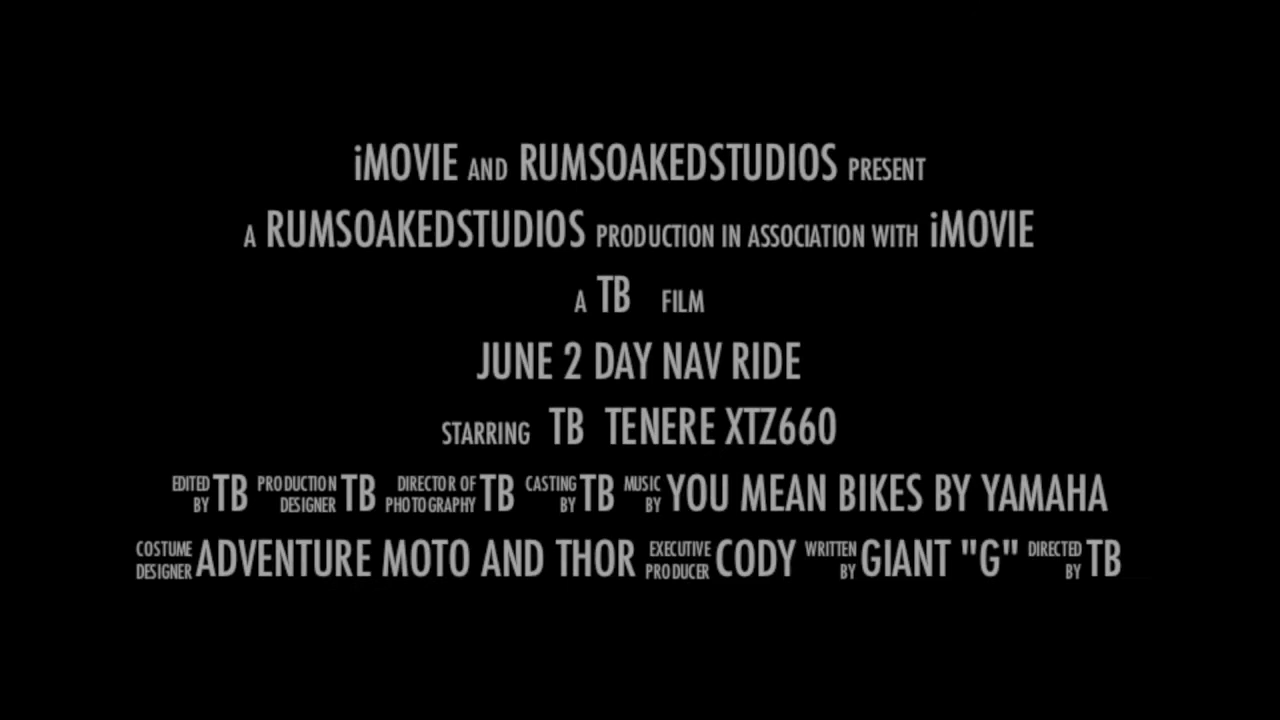 iMOVIE AND RUMSOAKEDSTUDIOS PRESENT
A RUMSOAKEDSTUDIOS PRODUCTION IN ASSOCIATION WITH iMOVIE
A TB FILM
JUNE 2 DAY NAV RIDE
STARRING TB TENERE XTZ660
EDITED BY TB PRODUCTION DESIGNER TB DIRECTOR OF PHOTOGRAPHY TB CASTING BY TB MUSIC BY YOU MEAN BIKES BY YAMAHA
COSTUME DESIGNER ADVENTURE MOTO AND THOR EXECUTIVE PRODUCER CODY WRITTEN BY GIANT "G" DIRECTED BY TB